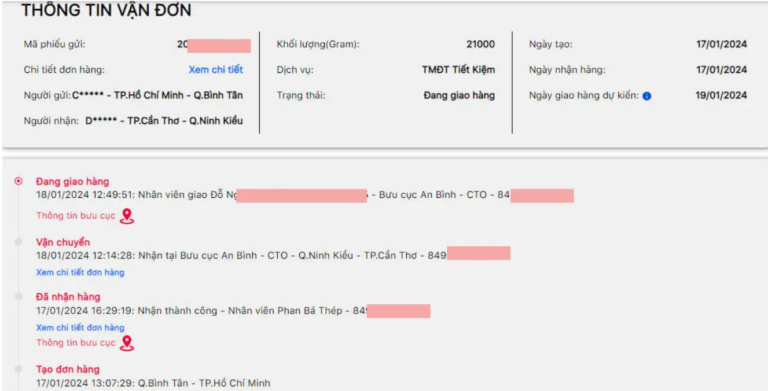 THÔNG TIN VẬN ĐƠN
Mã phiếu gửi: 20
Khối lượng(Gram): 21000
Ngày tạo: 17/01/2024
Chi tiết đơn hàng: Xem chi tiết
Dịch vụ: TMĐT Tiết Kiệm
Ngày nhận hàng: 17/01/2024
Người gửi: C***** - TP.Hồ Chí Minh - Q.Bình Tân
Trạng thái: Đang giao hàng
Ngày giao hàng dự kiến: 19/01/2024
Người nhận: D***** - TP.Cần Thơ - Q.Ninh Kiều
Đang giao hàng
18/01/2024 12:49:51: Nhân viên giao Đỗ - Bưu cục An Bình - CTO - 84
Thông tin bưu cục
Vận chuyển
18/01/2024 12:14:28: Nhận tại Bưu cục An Bình - CTO - Q.Ninh Kiều - TP.Cần Thơ - 849
Xem chi tiết đơn hàng
Đã nhận hàng
17/01/2024 16:29:19: Nhận thành công - Nhân viên Phan Bá Thép - 84
Xem chi tiết đơn hàng
Thông tin bưu cục
Tạo đơn hàng
17/01/2024 13:07:29: Q.Bình Tân - TP.Hồ Chí Minh